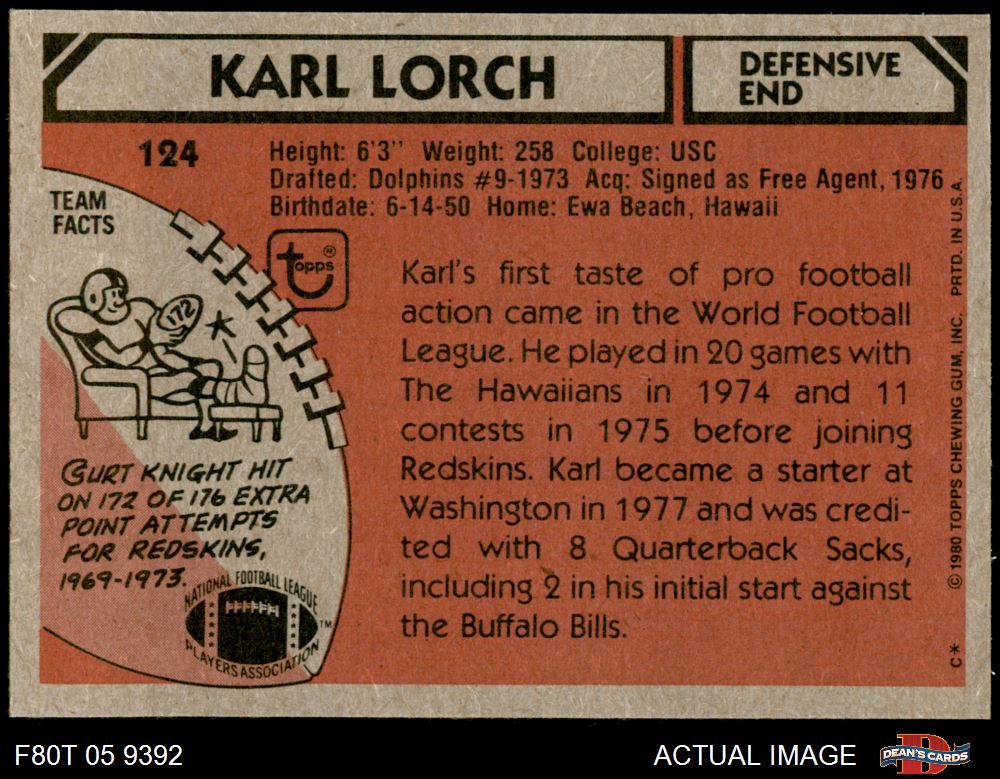 KARL LORCH
DEFENSIVE
END
124
Height: 6'3" Weight: 258 College: USC
Drafted: Dolphins #9-1973 Acq: Signed as Free Agent, 1976
Birthdate: 6-14-50 Home: Ewa Beach, Hawaii
TEAM
FACTS
topps®
172
CURT KNIGHT HIT
ON 172 OF 176 EXTRA
POINT ATTEMPTS
FOR REDSKINS,
1969-1973.
NATIONAL FOOTBALL LEAGUE
PLAYERS ASSOCIATION
TM
Karl's first taste of pro football
action came in the World Football
League. He played in 20 games with
The Hawaiians in 1974 and 11
contests in 1975 before joining
Redskins. Karl became a starter at
Washington in 1977 and was credi-
ted with 8 Quarterback Sacks,
including 2 in his initial start against
the Buffalo Bills.
C* © 1980 TOPPS CHEWING GUM, INC. PRTD. IN U.S.A.
F80T 05 9392
ACTUAL IMAGE
DEAN'S CARDS